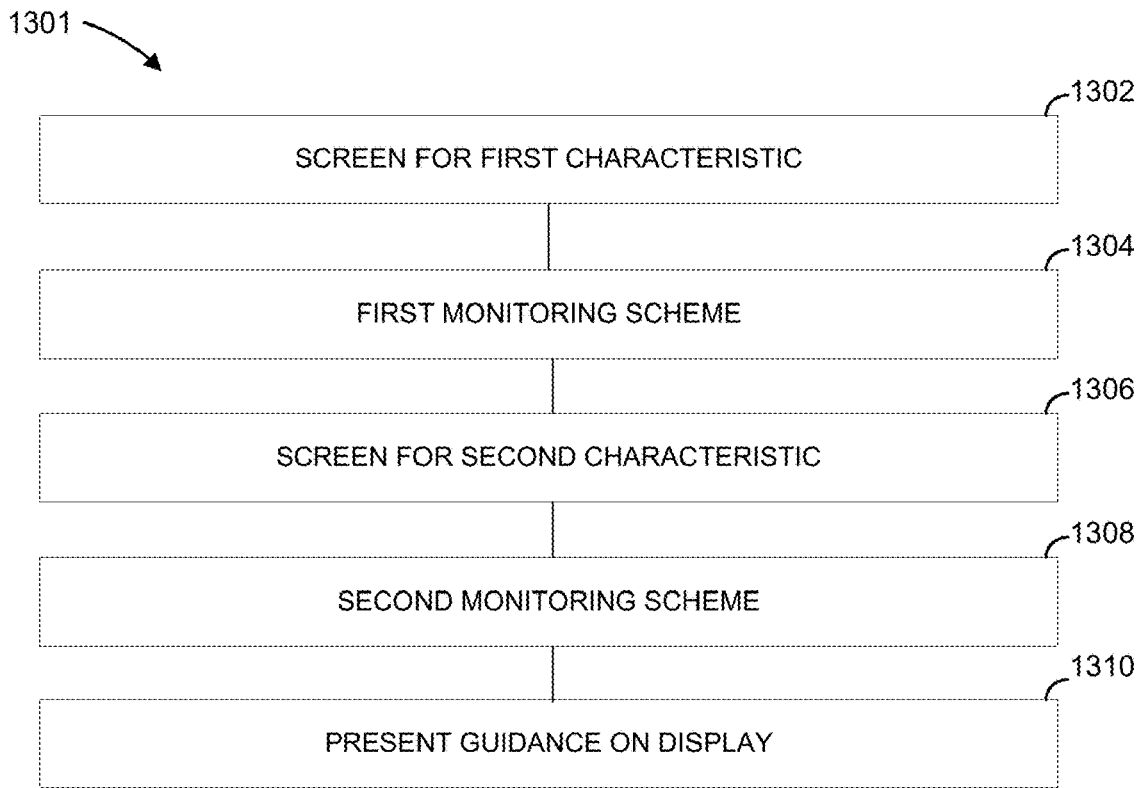 1301
1302
SCREEN FOR FIRST CHARACTERISTIC
1304
FIRST MONITORING SCHEME
1306
SCREEN FOR SECOND CHARACTERISTIC
1308
SECOND MONITORING SCHEME
1310
PRESENT GUIDANCE ON DISPLAY